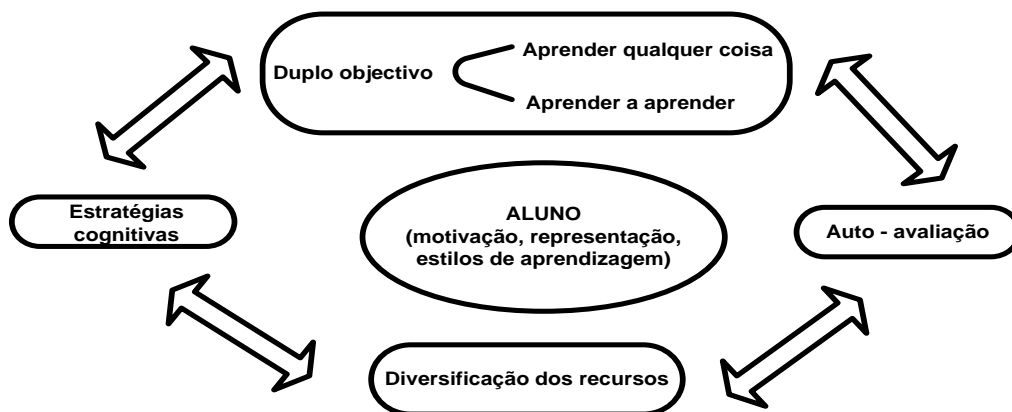 Aprender qualquer coisa
Duplo objectivo
Aprender a aprender
Estratégias
cognitivas
ALUNO
(motivação, representação,
estilos de aprendizagem)
Auto - avaliação
Diversificação dos recursos